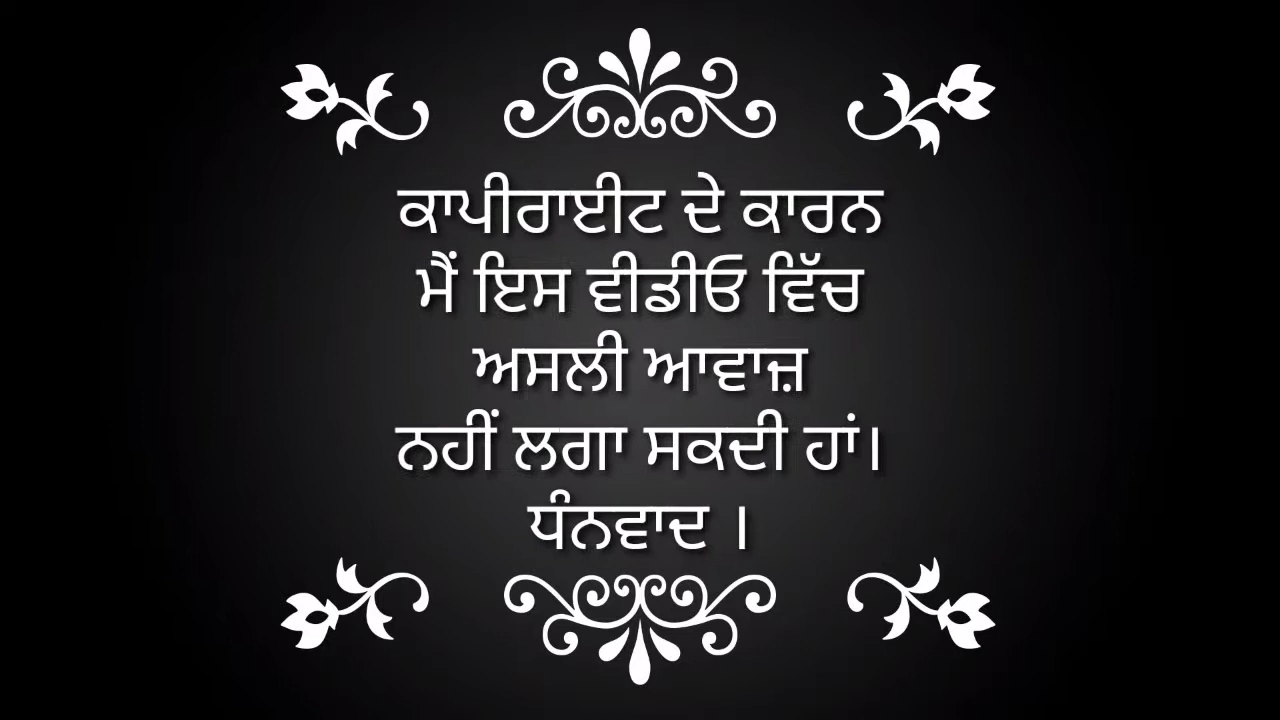 ਕਾਪੀਰਾਈਟ ਦੇ ਕਾਰਨ
ਮੈਂ ਇਸ ਵੀਡੀਓ ਵਿੱਚ
ਅਸਲੀ ਆਵਾਜ਼
ਨਹੀਂ ਲਗਾ ਸਕਦੀ ਹਾਂ।
ਧੰਨਵਾਦ ।